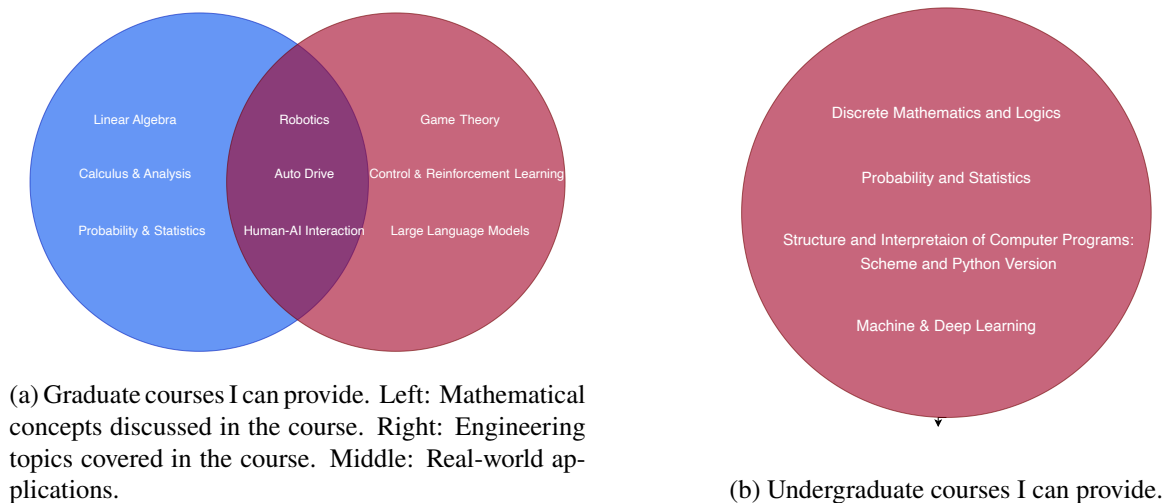 Linear Algebra
Robotics
Game Theory
Calculus & Analysis
Auto Drive
Control & Reinforcement Learning
Probability & Statistics
Human-AI Interaction
Large Language Models
(a) Graduate courses I can provide. Left: Mathematical
concepts discussed in the course. Right: Engineering
topics covered in the course. Middle: Real-world ap-
plications.
Discrete Mathematics and Logics
Probability and Statistics
Structure and Interpretaion of Computer Programs:
Scheme and Python Version
Machine & Deep Learning
(b) Undergraduate courses I can provide.